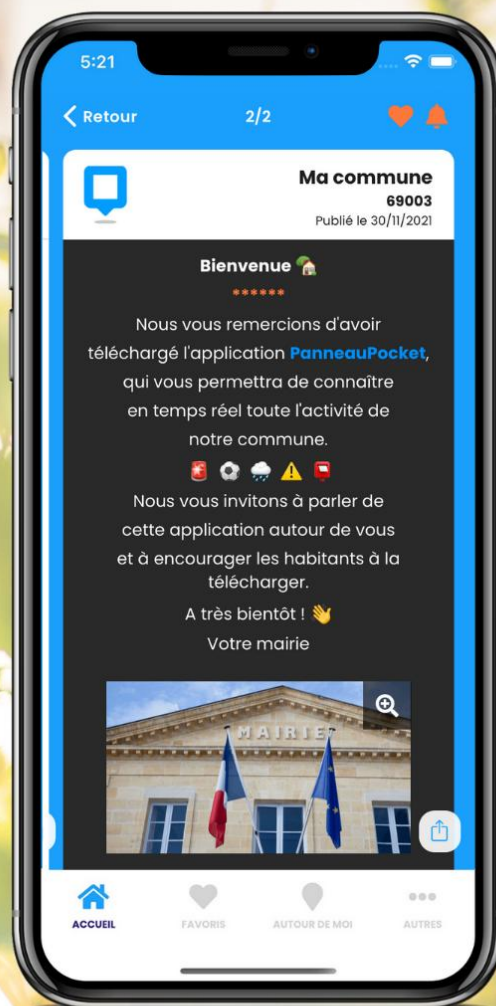 5:21
Retour
2/2
Ma commune
69003
Publié le 30/11/2021
Bienvenue 🏡
******
Nous vous remercions d'avoir
téléchargé l'application PanneauPocket,
qui vous permettra de connaître
en temps réel toute l'activité de
notre commune.
🚨 ⚽ 🌧️ ⚠️ 📮
Nous vous invitons à parler de
cette application autour de vous
et à encourager les habitants à la
télécharger.
A très bientôt ! 👋
Votre mairie
MAIRIE
ACCUEIL
FAVORIS
AUTOUR DE MOI
AUTRES